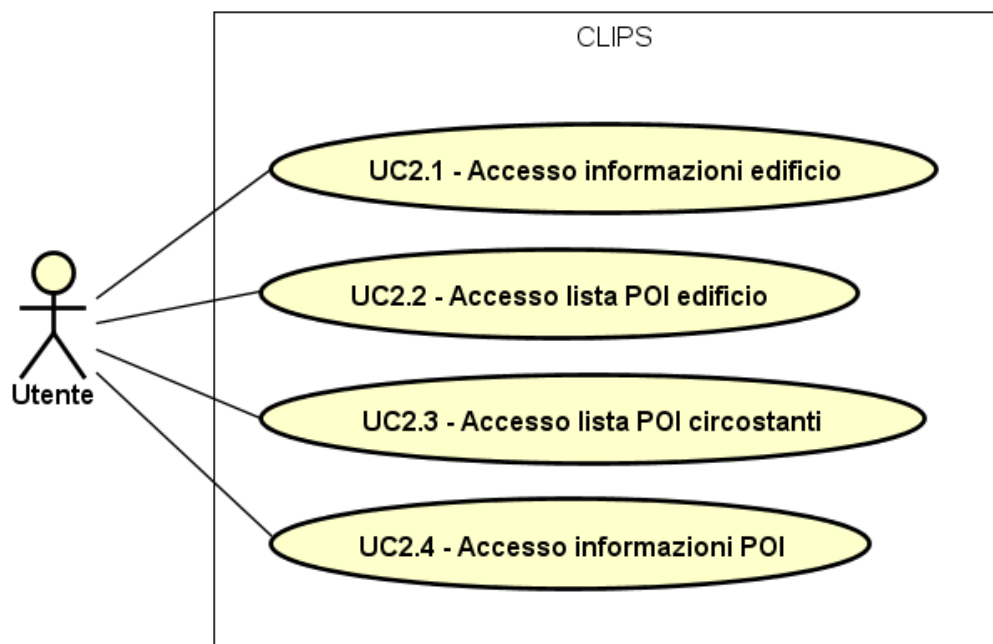 CLIPS
UC2.1 - Accesso informazioni edificio
UC2.2 - Accesso lista POI edificio
Utente
UC2.3 - Accesso lista POI circostanti
UC2.4 - Accesso informazioni POI